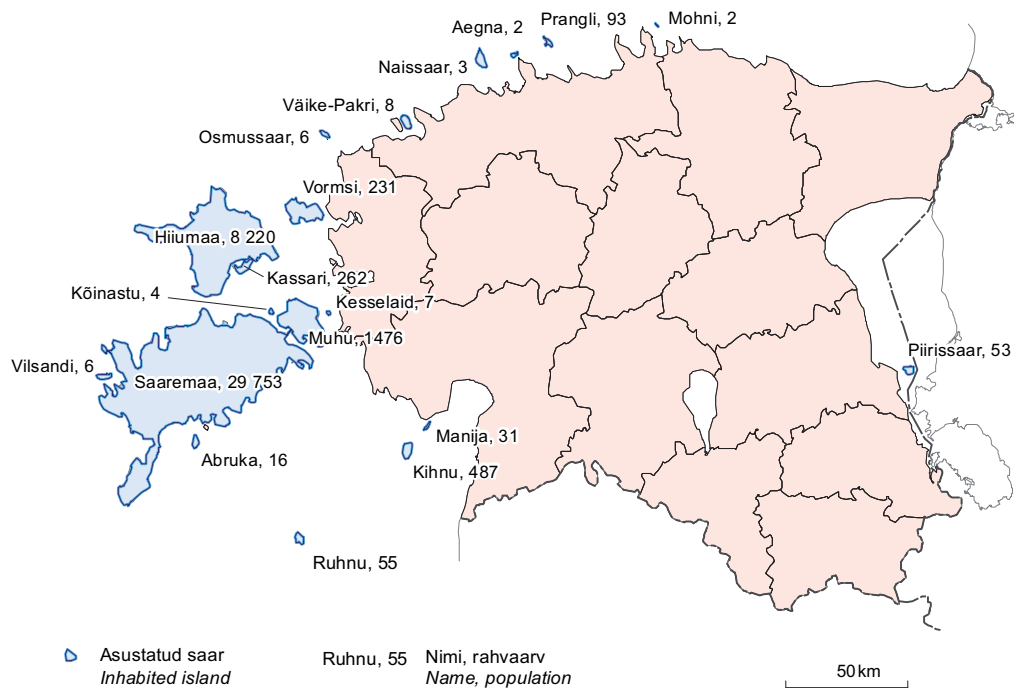 Aegna, 2
Prangli, 93
Mohni, 2
Naissaar, 3
Väike-Pakri, 8
Osmussaar, 6
Vormsi, 231
Hiiumaa, 8 220
Kassari, 262
Kõinastu, 4
Kesselaid, 7
Muhu, 1476
Vilsandi, 6
Saaremaa, 29 753
Piirissaar, 53
Manija, 31
Abruka, 16
Kihnu, 487
Ruhnu, 55
Asustatud saar
Inhabited island
Ruhnu, 55 Nimi, rahvaarv
Name, population
50 km